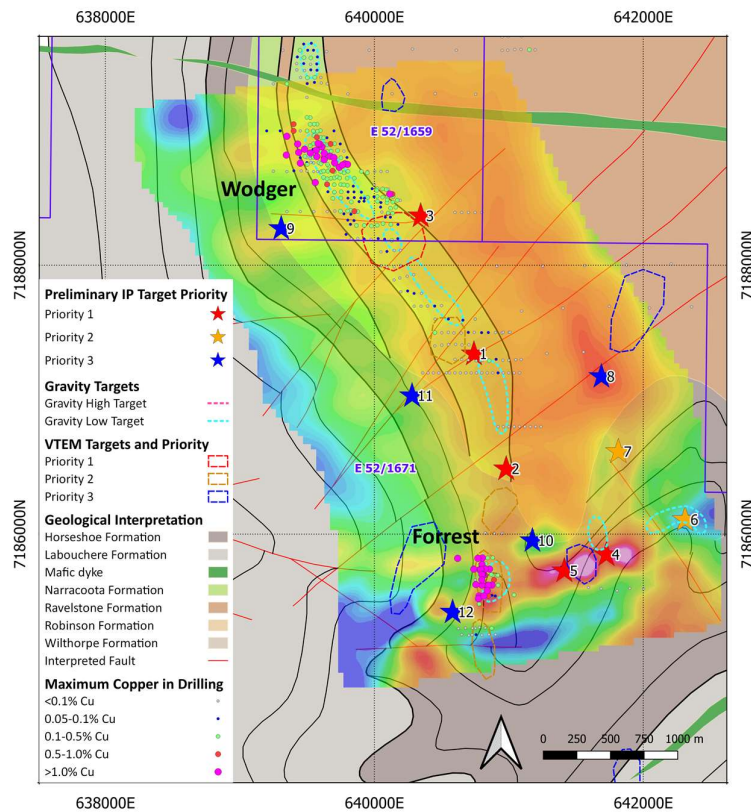 638000E 640000E 642000E
E 52/1659
Wodger
3
9
7188000N 7188000N
Preliminary IP Target Priority
Priority 1
Priority 2
Priority 3
1
8
11
Gravity Targets
Gravity High Target
Gravity Low Target
7
VTEM Targets and Priority
Priority 1
Priority 2
Priority 3
E 52/1671
2
6
Geological Interpretation
Horseshoe Formation
Labouchere Formation
Mafic dyke
Narracoota Formation
Ravelstone Formation
Robinson Formation
Wilthorpe Formation
Interpreted Fault
7186000N 7186000N
Forrest
10
4
5
12
Maximum Copper in Drilling
<0.1% Cu
0.05-0.1% Cu
0.1-0.5% Cu
0.5-1.0% Cu
>1.0% Cu
0 250 500 750 1000 m
638000E 640000E 642000E